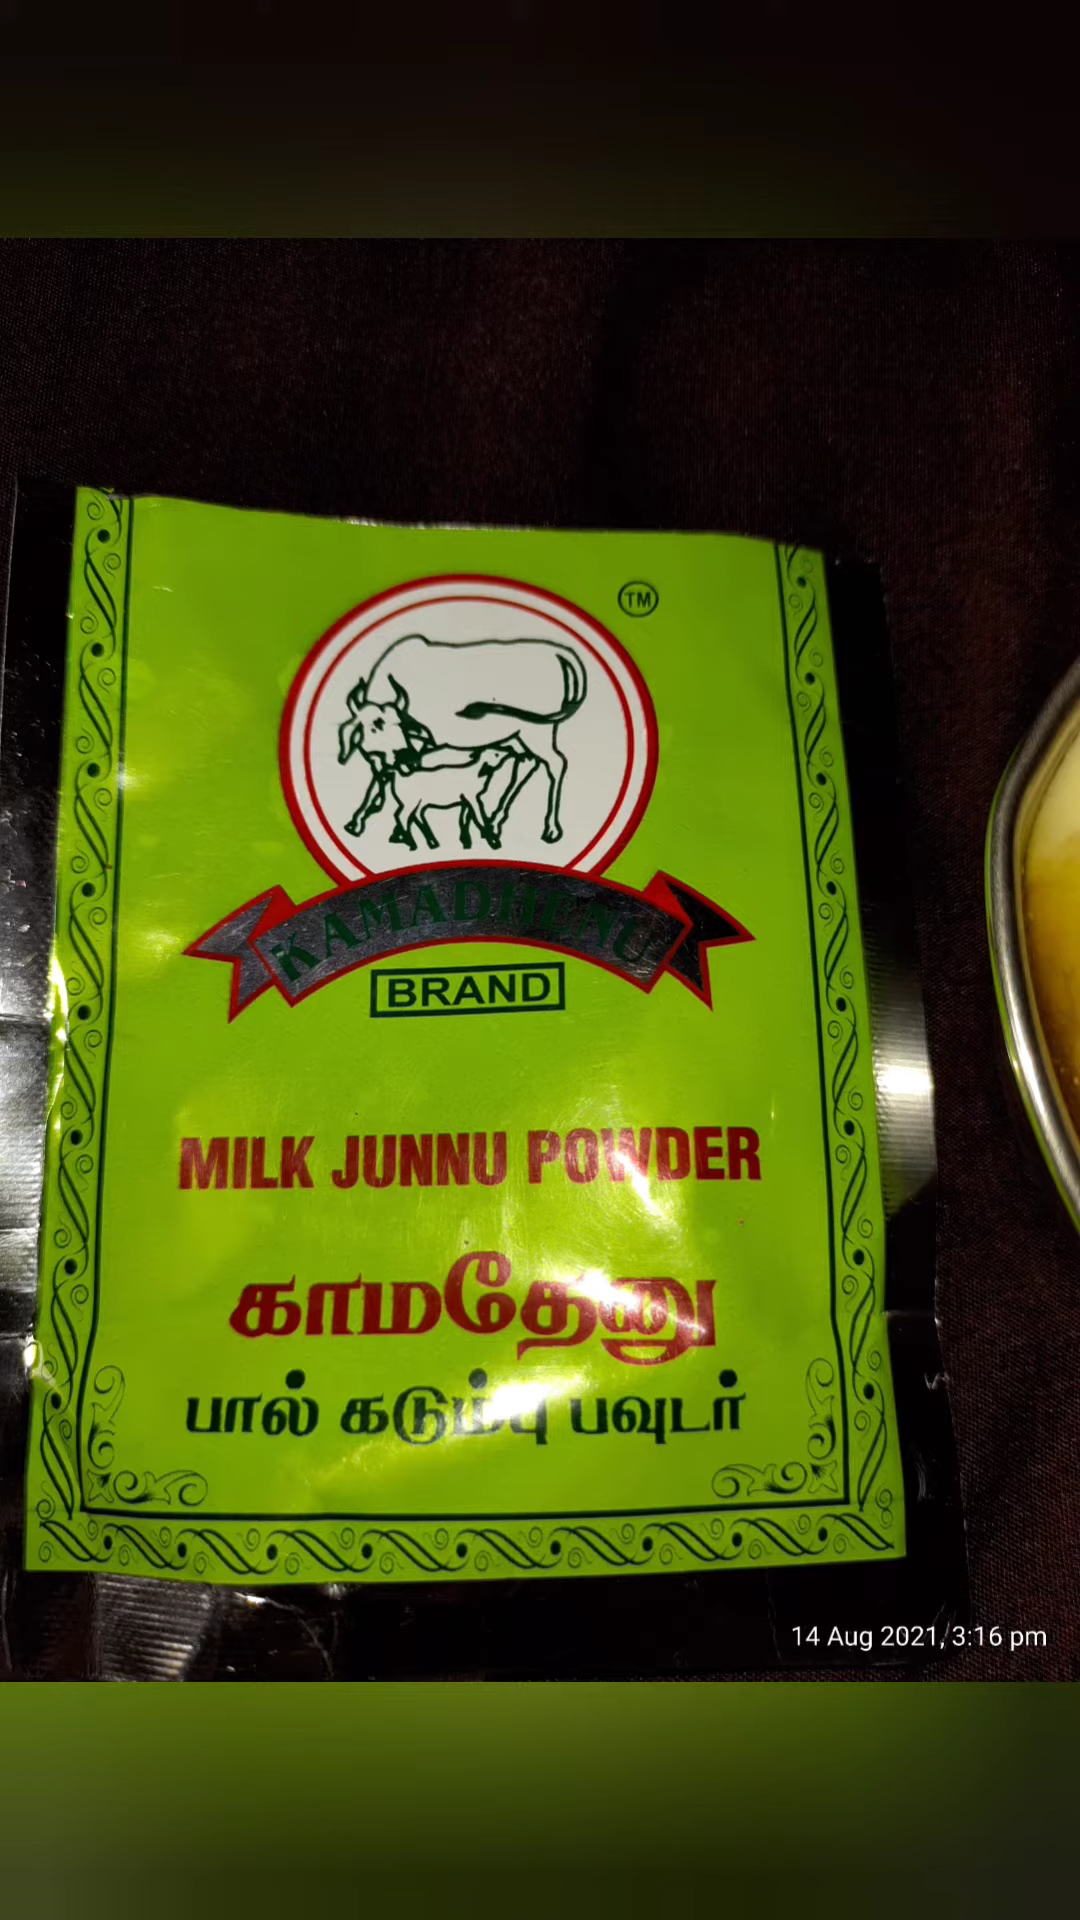 TM
KAMADHENU
BRAND
MILK JUNNU POWDER
காமதேனு
பால் கடும்பு பவுடர்
14 Aug 2021, 3:16 pm